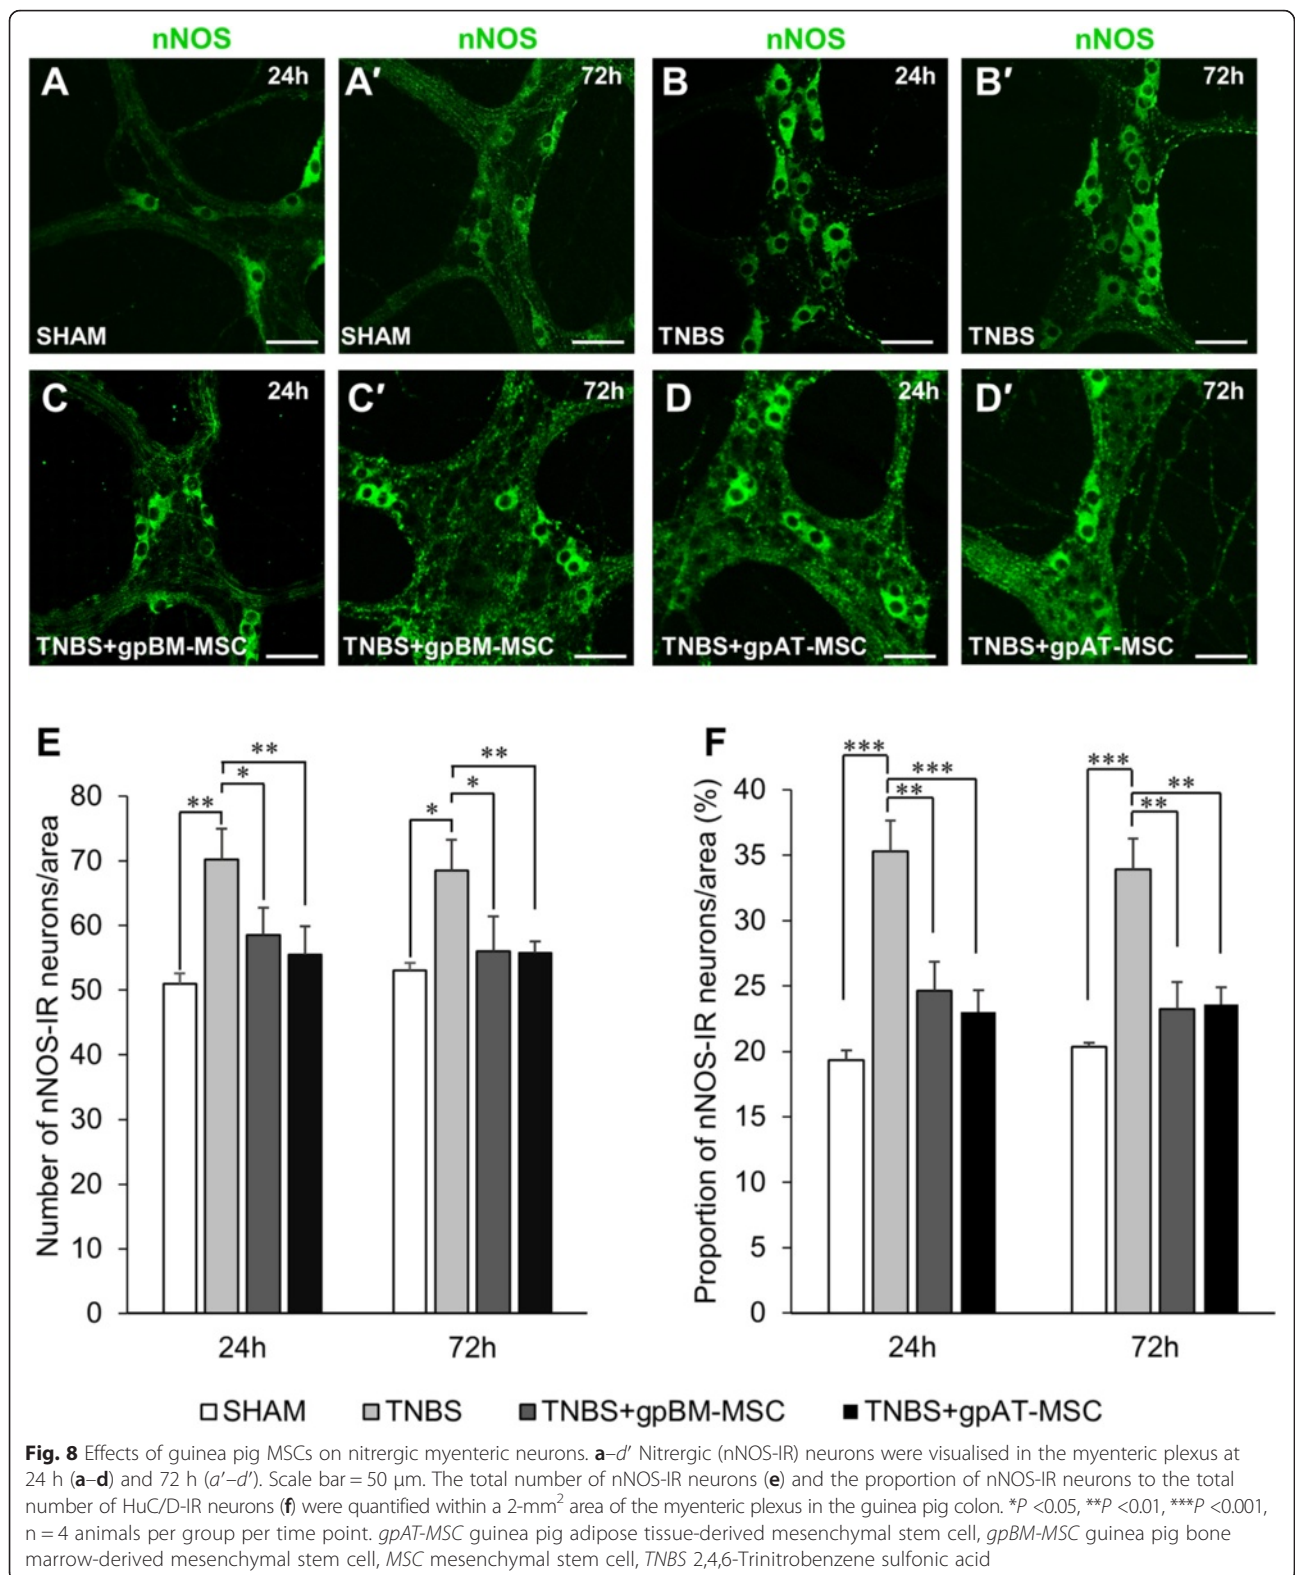 nNOS nNOS nNOS nNOS
A 24h A′ 72h B 24h B′ 72h
SHAM SHAM TNBS TNBS
C 24h C′ 72h D 24h D′ 72h
TNBS+gpBM-MSC TNBS+gpBM-MSC TNBS+gpAT-MSC TNBS+gpAT-MSC
E
Number of nNOS-IR neurons/area
80
70
60
50
40
30
20
10
0
** * **
* * **
24h 72h
F
Proportion of nNOS-IR neurons/area (%)
40
35
30
25
20
15
10
5
0
*** ** ***
*** ** **
24h 72h
SHAM TNBS TNBS+gpBM-MSC TNBS+gpAT-MSC
Fig. 8 Effects of guinea pig MSCs on nitrergic myenteric neurons. a–d′ Nitrergic (nNOS-IR) neurons were visualised in the myenteric plexus at
24 h (a–d) and 72 h (a′–d′). Scale bar = 50 μm. The total number of nNOS-IR neurons (e) and the proportion of nNOS-IR neurons to the total
number of HuC/D-IR neurons (f) were quantified within a 2-mm² area of the myenteric plexus in the guinea pig colon. *P <0.05, **P <0.01, ***P <0.001,
n = 4 animals per group per time point. gpAT-MSC guinea pig adipose tissue-derived mesenchymal stem cell, gpBM-MSC guinea pig bone
marrow-derived mesenchymal stem cell, MSC mesenchymal stem cell, TNBS 2,4,6-Trinitrobenzene sulfonic acid